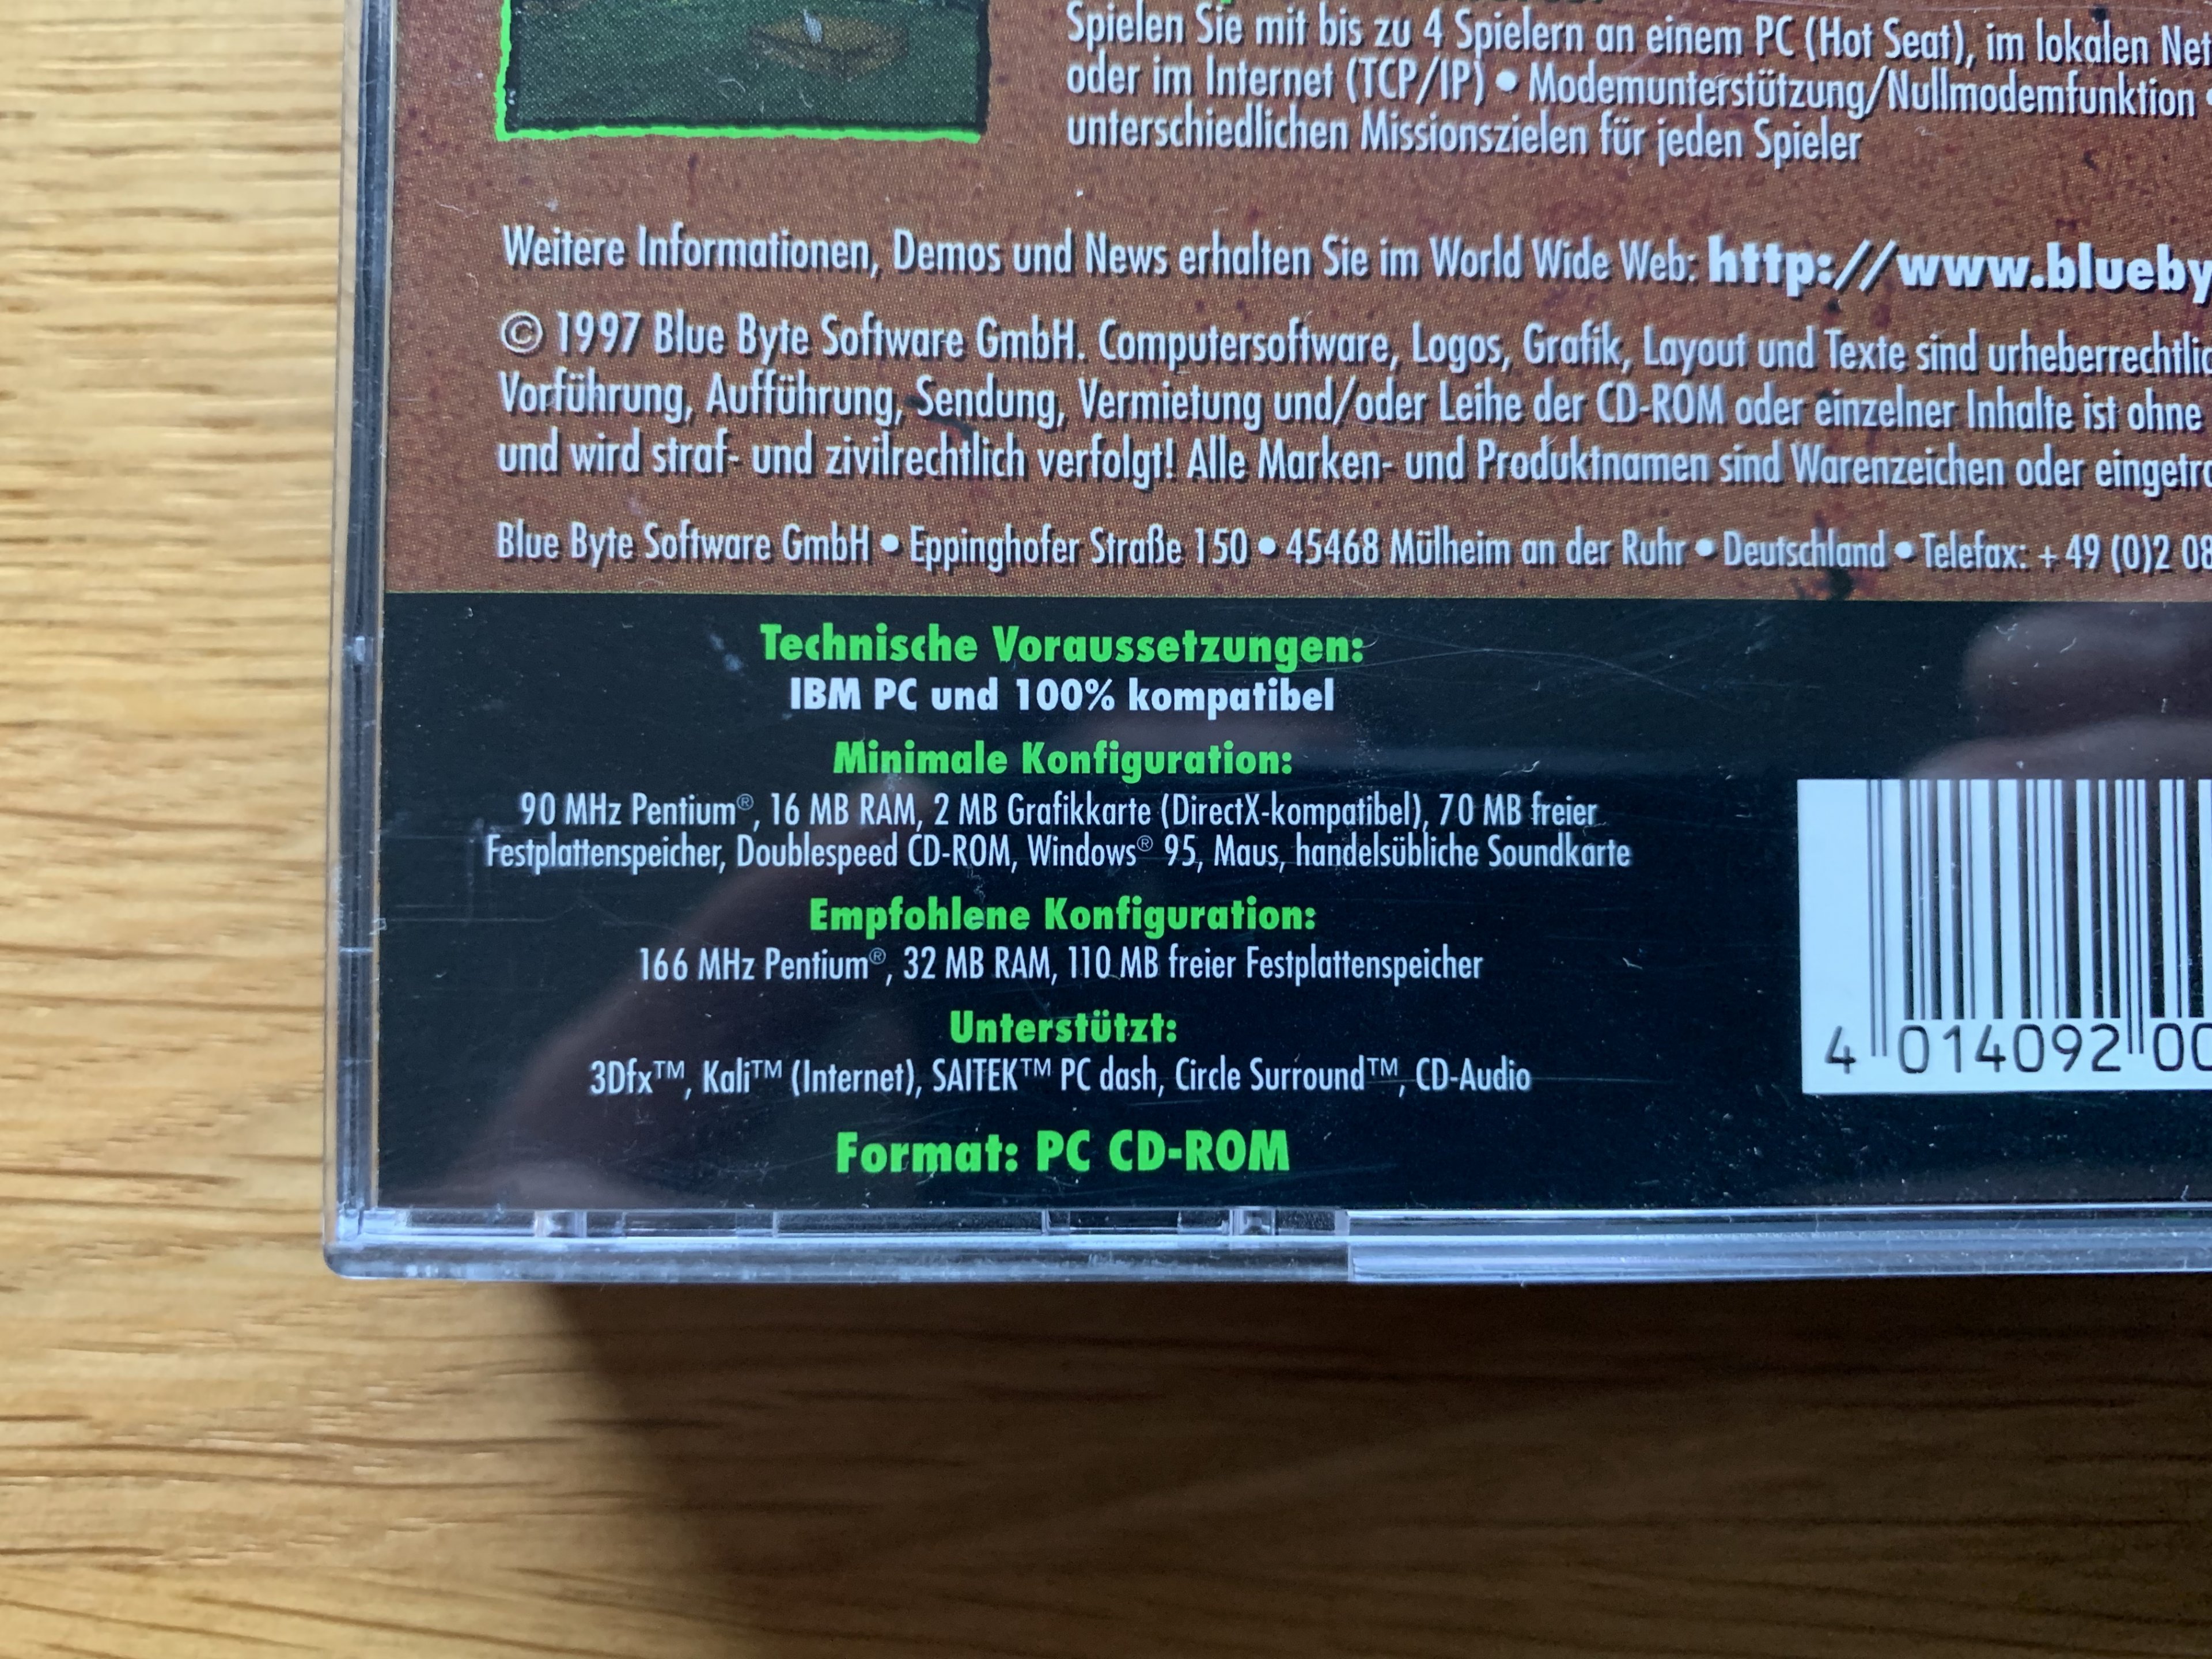 Spielen Sie mit bis zu 4 Spielern an einem PC (Hot Seat), im lokalen
oder im Internet (TCP/IP) • Modemunterstützung/Nullmodemfunktion
unterschiedlichen Missionszielen für jeden Spieler
Weitere Informationen, Demos und News erhalten Sie im World Wide Web: http://www.blueby
© 1997 Blue Byte Software GmbH. Computersoftware, Logos, Grafik, Layout und Texte sind
Vorführung, Aufführung, Sendung, Vermietung und/oder Leihe der CD-ROM oder einzelner Inhalte ist ohne
und wird straf- und zivilrechtlich verfolgt! Alle Marken- und Produktnamen sind Warenzeichen oder
Blue Byte Software GmbH • Eppinghofer Straße 150 • 45468 Mülheim an der Ruhr • Deutschland • Telefax: + 49 (0)2 08
Technische Voraussetzungen:
IBM PC und 100% kompatibel
Minimale Konfiguration:
90 MHz Pentium®, 16 MB RAM, 2 MB Grafikkarte (DirectX-kompatibel), 70 MB freier
Festplattenspeicher, Doublespeed CD-ROM, Windows® 95, Maus, handelsübliche Soundkarte
Empfohlene Konfiguration:
166 MHz Pentium®, 32 MB RAM, 110 MB freier Festplattenspeicher
Unterstützt:
3Dfx™, Kali™ (Internet), SAITEK™ PC dash, Circle Surround™, CD-Audio
Format: PC CD-ROM
4 014092 00